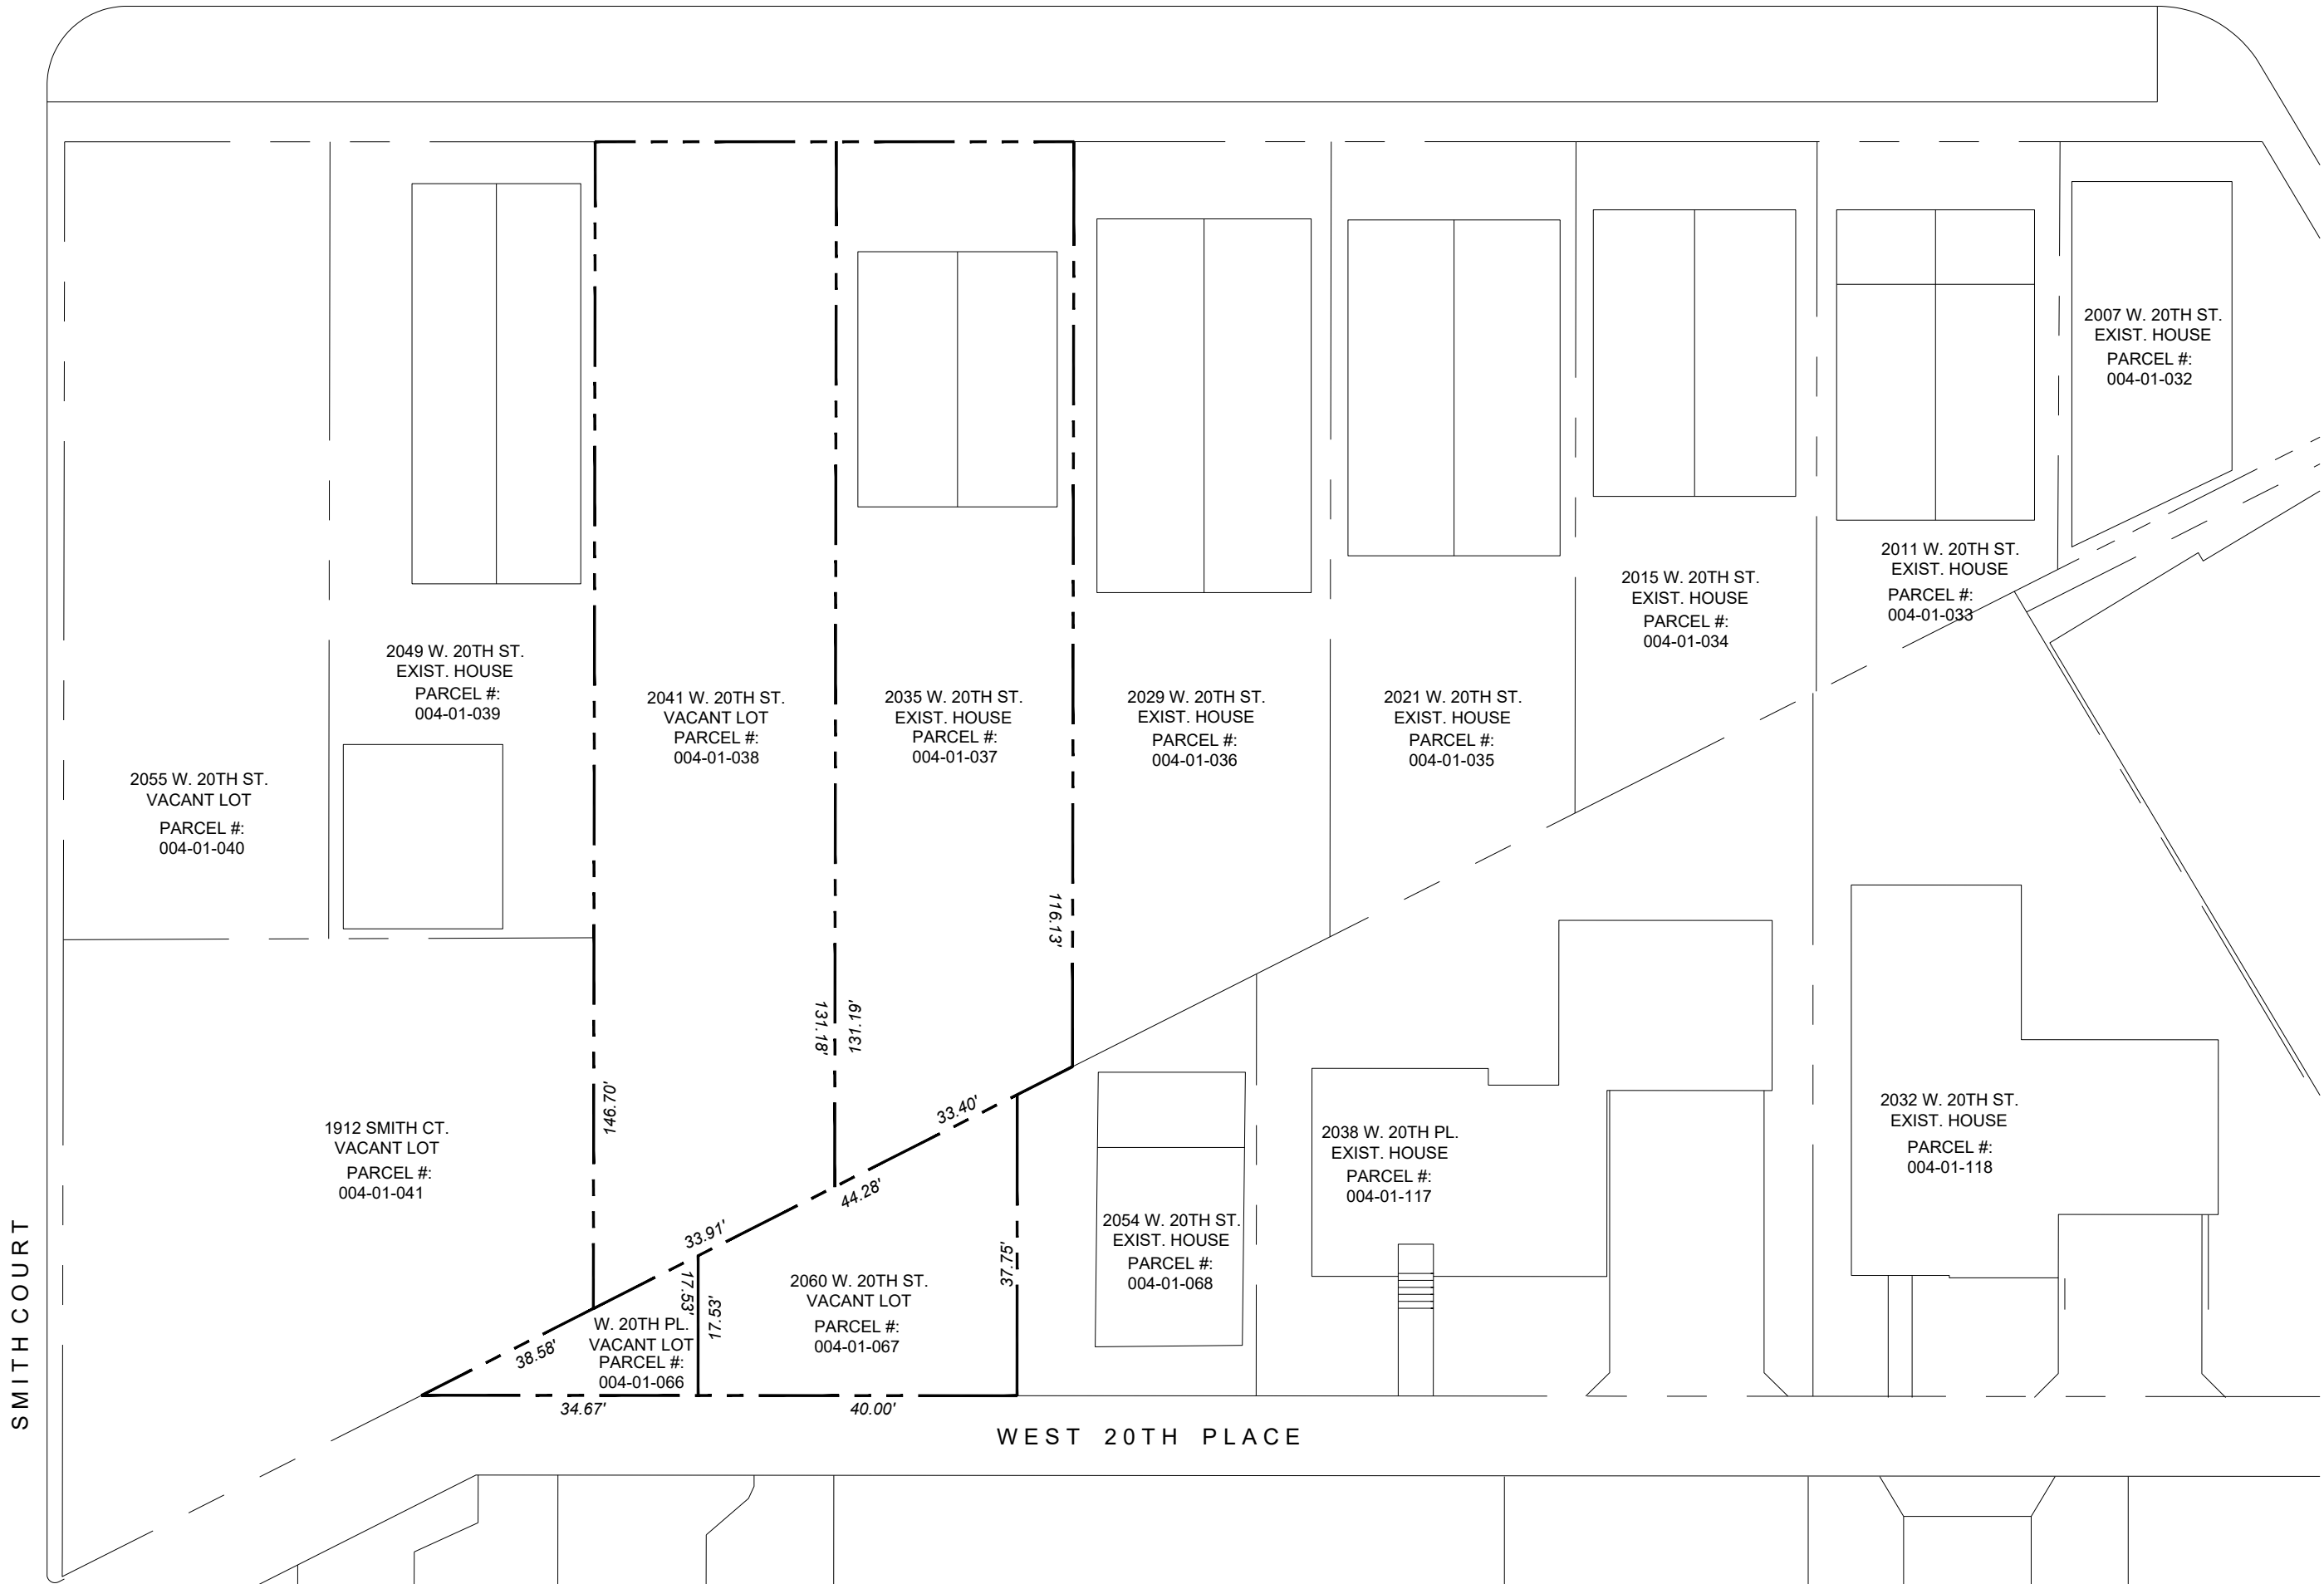 2007 W. 20TH ST.
EXIST. HOUSE
PARCEL #:
004-01-032
2011 W. 20TH ST.
EXIST. HOUSE
PARCEL #:
004-01-033
2015 W. 20TH ST.
EXIST. HOUSE
PARCEL #:
004-01-034
2049 W. 20TH ST.
EXIST. HOUSE
PARCEL #:
004-01-039
2041 W. 20TH ST.
VACANT LOT
PARCEL #:
004-01-038
2035 W. 20TH ST.
EXIST. HOUSE
PARCEL #:
004-01-037
2029 W. 20TH ST.
EXIST. HOUSE
PARCEL #:
004-01-036
2021 W. 20TH ST.
EXIST. HOUSE
PARCEL #:
004-01-035
2055 W. 20TH ST.
VACANT LOT
PARCEL #:
004-01-040
116.13'
131.18'
131.19'
146.70'
33.40'
1912 SMITH CT.
VACANT LOT
PARCEL #:
004-01-041
2038 W. 20TH PL.
EXIST. HOUSE
PARCEL #:
004-01-117
2032 W. 20TH ST.
EXIST. HOUSE
PARCEL #:
004-01-118
44.28'
33.91'
2054 W. 20TH ST.
EXIST. HOUSE
PARCEL #:
004-01-068
37.75'
17.53'
17.53'
2060 W. 20TH ST.
VACANT LOT
PARCEL #:
004-01-067
W. 20TH PL.
VACANT LOT
PARCEL #:
004-01-066
38.58'
34.67'
40.00'
SMITH COURT
WEST 20TH PLACE